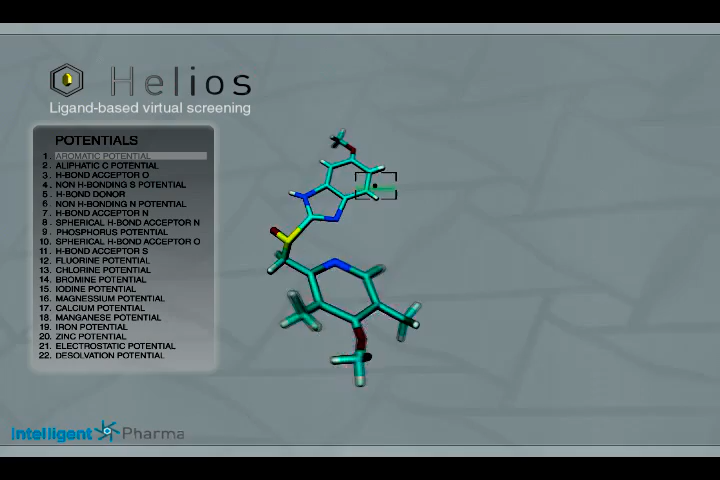 Helios
Ligand-based virtual screening
POTENTIALS
1. AROMATIC POTENTIAL
2. ALIPHATIC C POTENTIAL
3. H-BOND ACCEPTOR O
4. NON H-BONDING S POTENTIAL
5. H-BOND DONOR
6. NON H-BONDING N POTENTIAL
7. H-BOND ACCEPTOR N
8. SPHERICAL H-BOND ACCEPTOR N
9. PHOSPHORUS POTENTIAL
10. SPHERICAL H-BOND ACCEPTOR O
11. H-BOND ACCEPTOR S
12. FLUORINE POTENTIAL
13. CHLORINE POTENTIAL
14. BROMINE POTENTIAL
15. IODINE POTENTIAL
16. MAGNESSIUM POTENTIAL
17. CALCIUM POTENTIAL
18. MANGANESE POTENTIAL
19. IRON POTENTIAL
20. ZINC POTENTIAL
21. ELECTROSTATIC POTENTIAL
22. DESOLVATION POTENTIAL
Intelligent Pharma